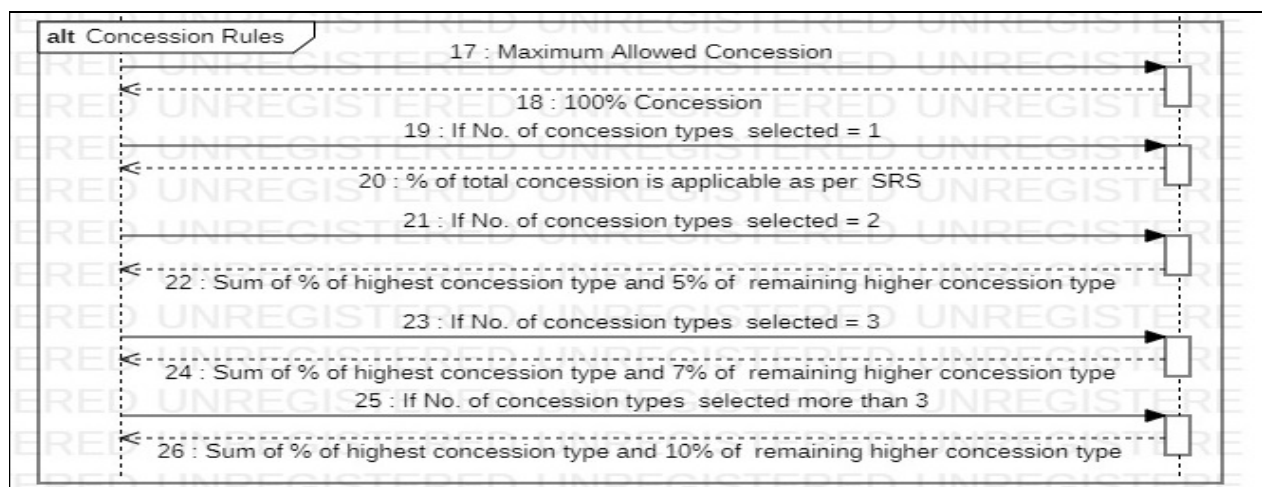 alt Concession Rules
17 : Maximum Allowed Concession
18 : 100% Concession
19 : If No. of concession types selected = 1
20 : % of total concession is applicable as per SRS
21 : If No. of concession types selected = 2
22 : Sum of % of highest concession type and 5% of remaining higher concession type
23 : If No. of concession types selected = 3
24 : Sum of % of highest concession type and 7% of remaining higher concession type
25 : If No. of concession types selected more than 3
26 : Sum of % of highest concession type and 10% of remaining higher concession type